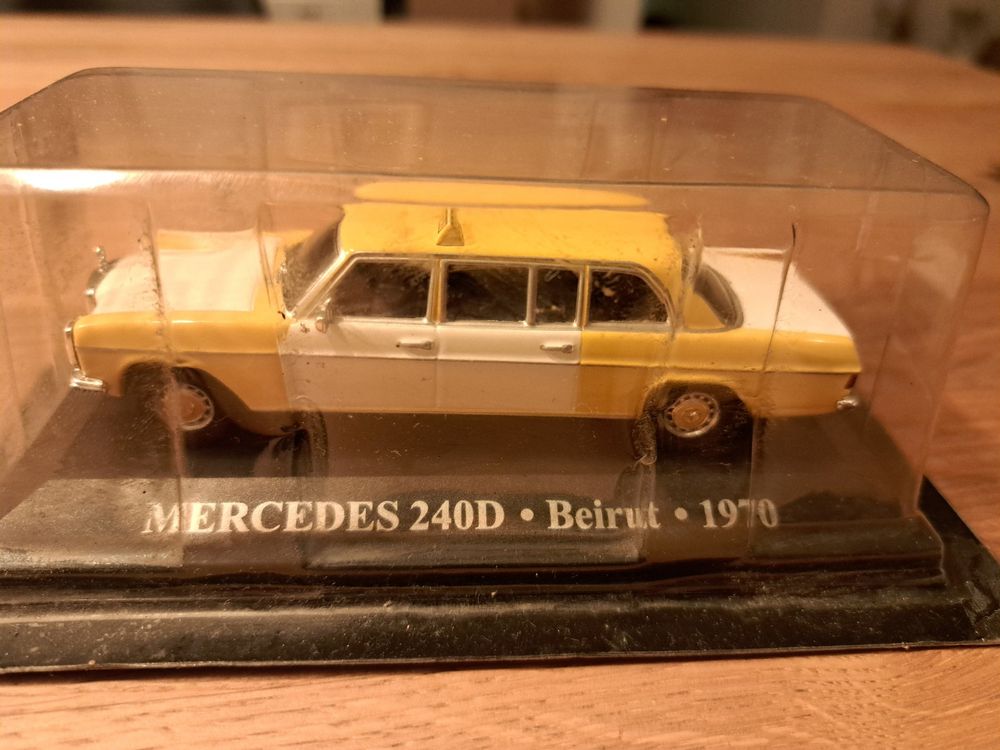 MERCEDES 240D • Beirut • 1970